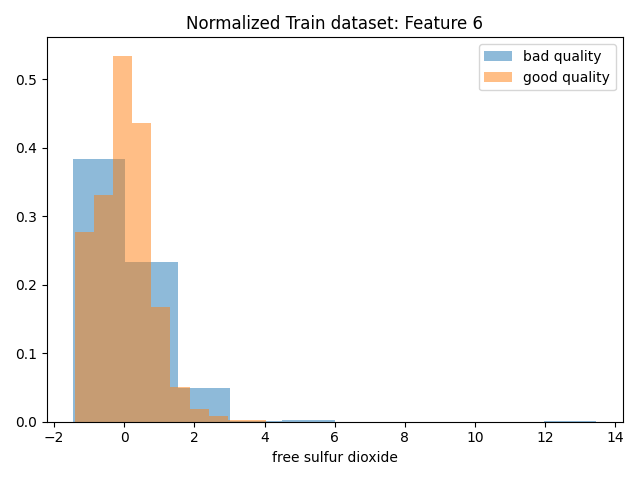 Normalized Train dataset: Feature 6
bad quality
good quality
0.5
0.4
0.3
0.2
0.1
0.0
−2 0 2 4 6 8 10 12 14
free sulfur dioxide